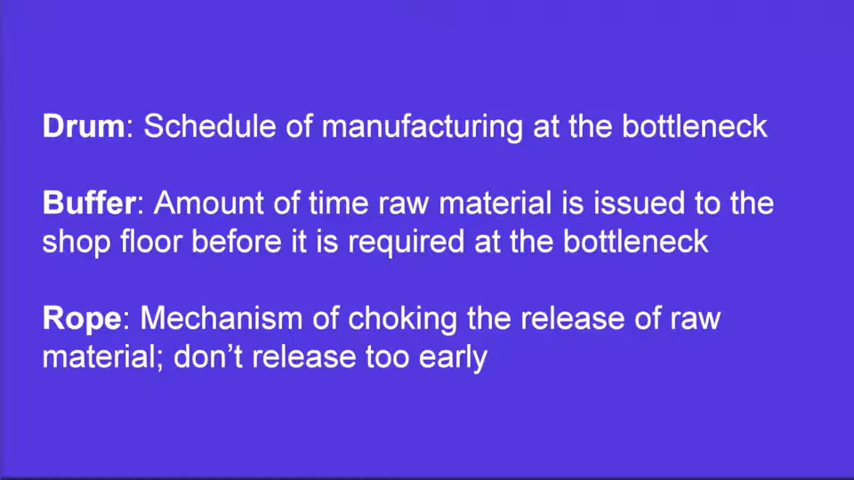 Drum: Schedule of manufacturing at the bottleneck
Buffer: Amount of time raw material is issued to the
shop floor before it is required at the bottleneck
Rope: Mechanism of choking the release of raw
material; don’t release too early